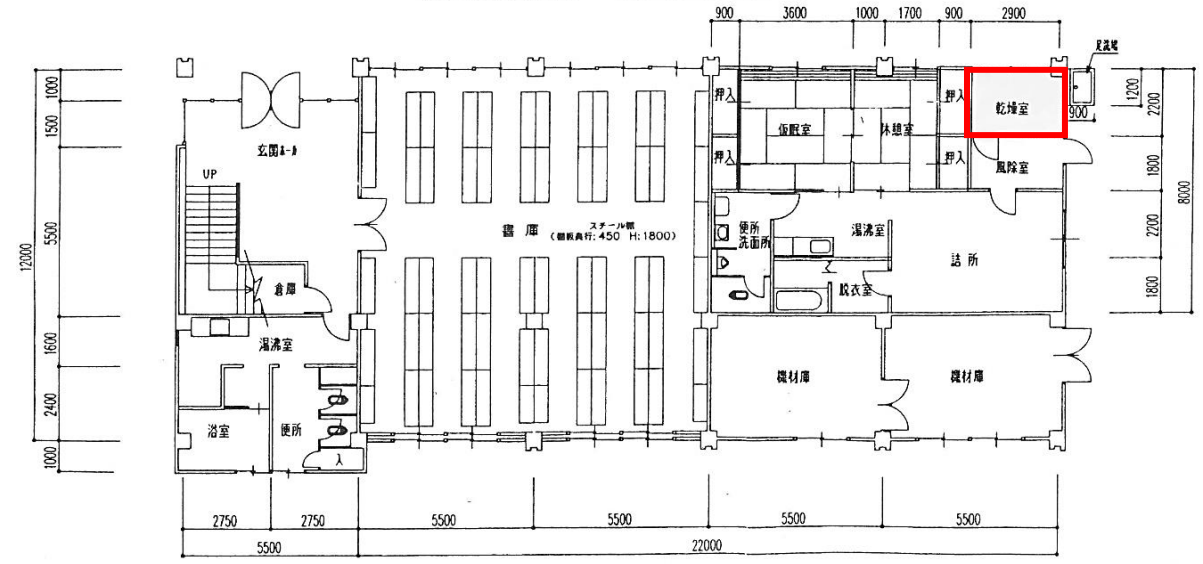 900
3600
1000
1700
900
2900
足洗場
1000
1500
5500
12000
1600
2400
1000
玄関ホール
UP
倉庫
湯沸室
浴室
便所
入
書庫
スチール棚
(棚板奥行:450 H:1800)
押入
押入
仮眠室
休憩室
押入
押入
乾燥室
900
風除室
1200
2200
1800
2200
1800
8000
便所
洗面所
湯沸室
脱衣室
詰所
機材庫
機材庫
2750
2750
5500
5500
5500
5500
5500
22000